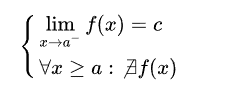 lim f(x) = c
x→a⁻
∀x ≥ a : ∄f(x)